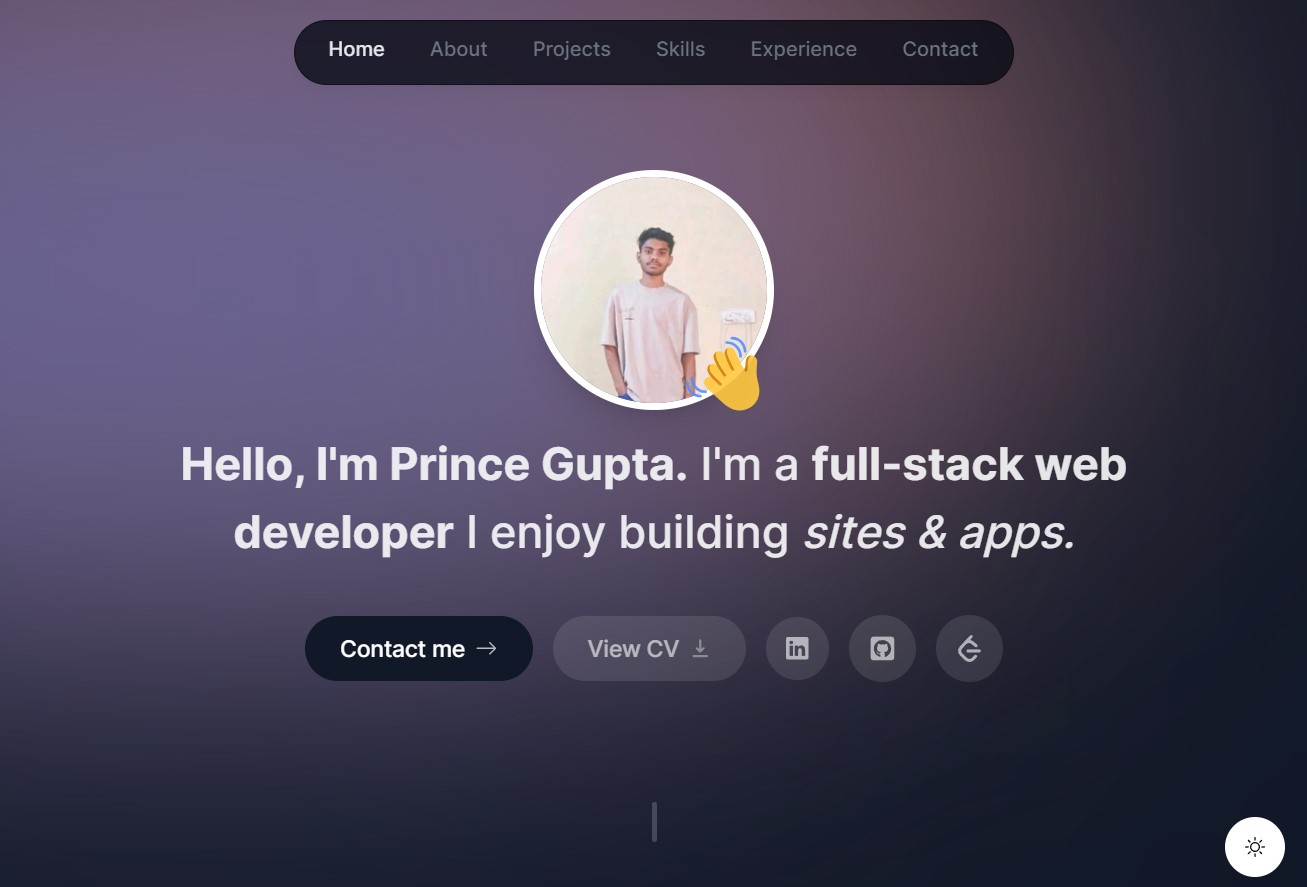 Home About Projects Skills Experience Contact
Hello, I'm Prince Gupta. I'm a full-stack web
developer I enjoy building sites & apps.
Contact me View CV in